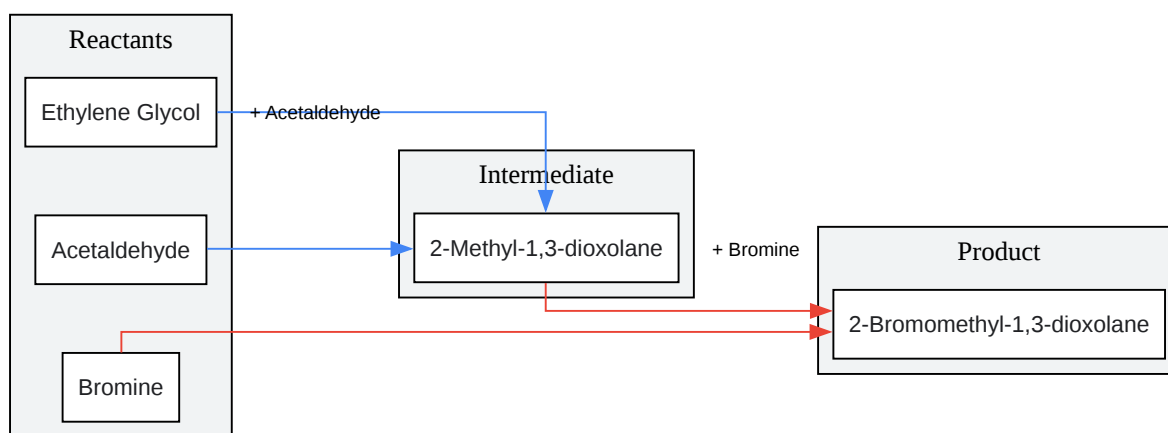 Reactants
Ethylene Glycol
+ Acetaldehyde
Intermediate
Acetaldehyde
2-Methyl-1,3-dioxolane
+ Bromine
Product
2-Bromomethyl-1,3-dioxolane
Bromine